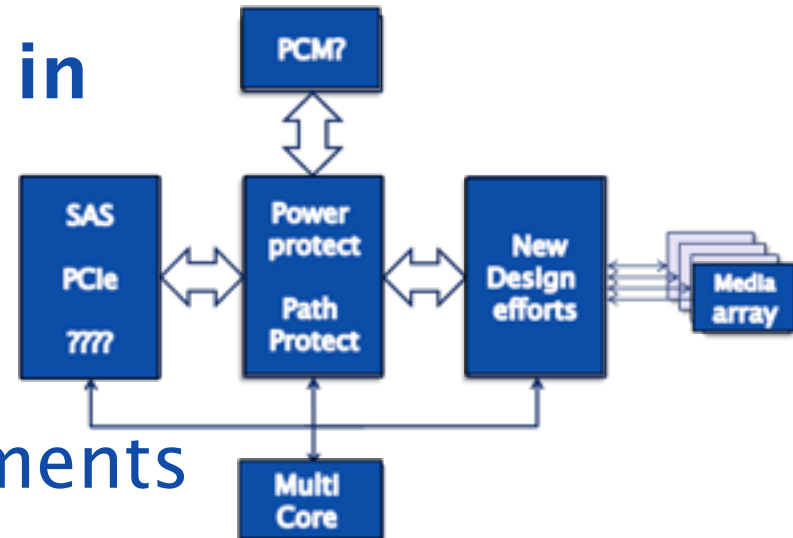 in
PCM?
SAS
PCIe
????
Power
protect
Path
Protect
New
Design
efforts
Media
array
ments
Multi
Core